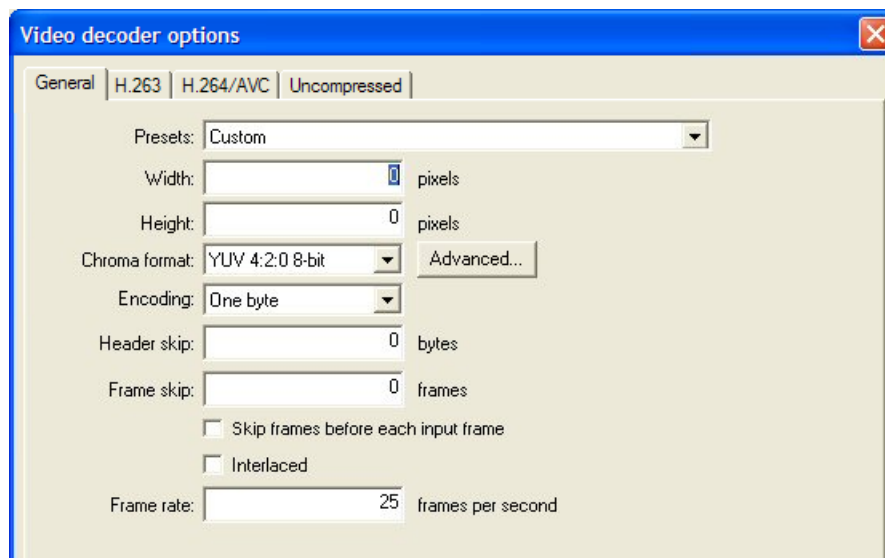 Video decoder options
General H.263 H.264/AVC Uncompressed
Presets: Custom
Width: 0 pixels
Height: 0 pixels
Chroma format: YUV 4:2:0 8-bit Advanced...
Encoding: One byte
Header skip: 0 bytes
Frame skip: 0 frames
Skip frames before each input frame
Interlaced
Frame rate: 25 frames per second